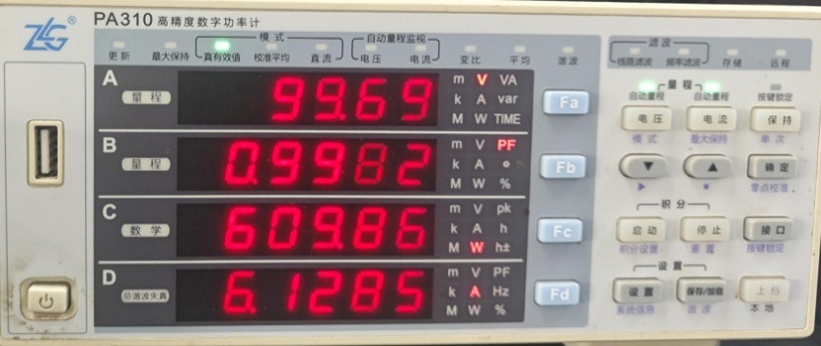 ZLG®
PA310 高精度数字功率计
模式
自动量程监视
滤波
更新 最大保持 真有效值 校准平均 直流 电压 电流 变比 平均 谐波 线路滤波 频率滤波 存储 远程
A
量程
99.69
m V VA
k A var
M W TIME
Fa
B
量程
0.9982
m V PF
k A °
M W %
Fb
C
数学
609.86
m V pk
k A h
M W h±
Fc
D
总谐波失真
6.1285
m V PF
k A Hz
M W %
Fd
量程
自动量程 自动量程 按键锁定
电压 电流 保持
模式 最大保持 单次
▼ ▲ 确定
▶ ■ 零点校准
积分
启动 停止 接口
积分设置 重置 按键锁定
设置
设置 保存/加载 上档
系统信息 谐波 本地